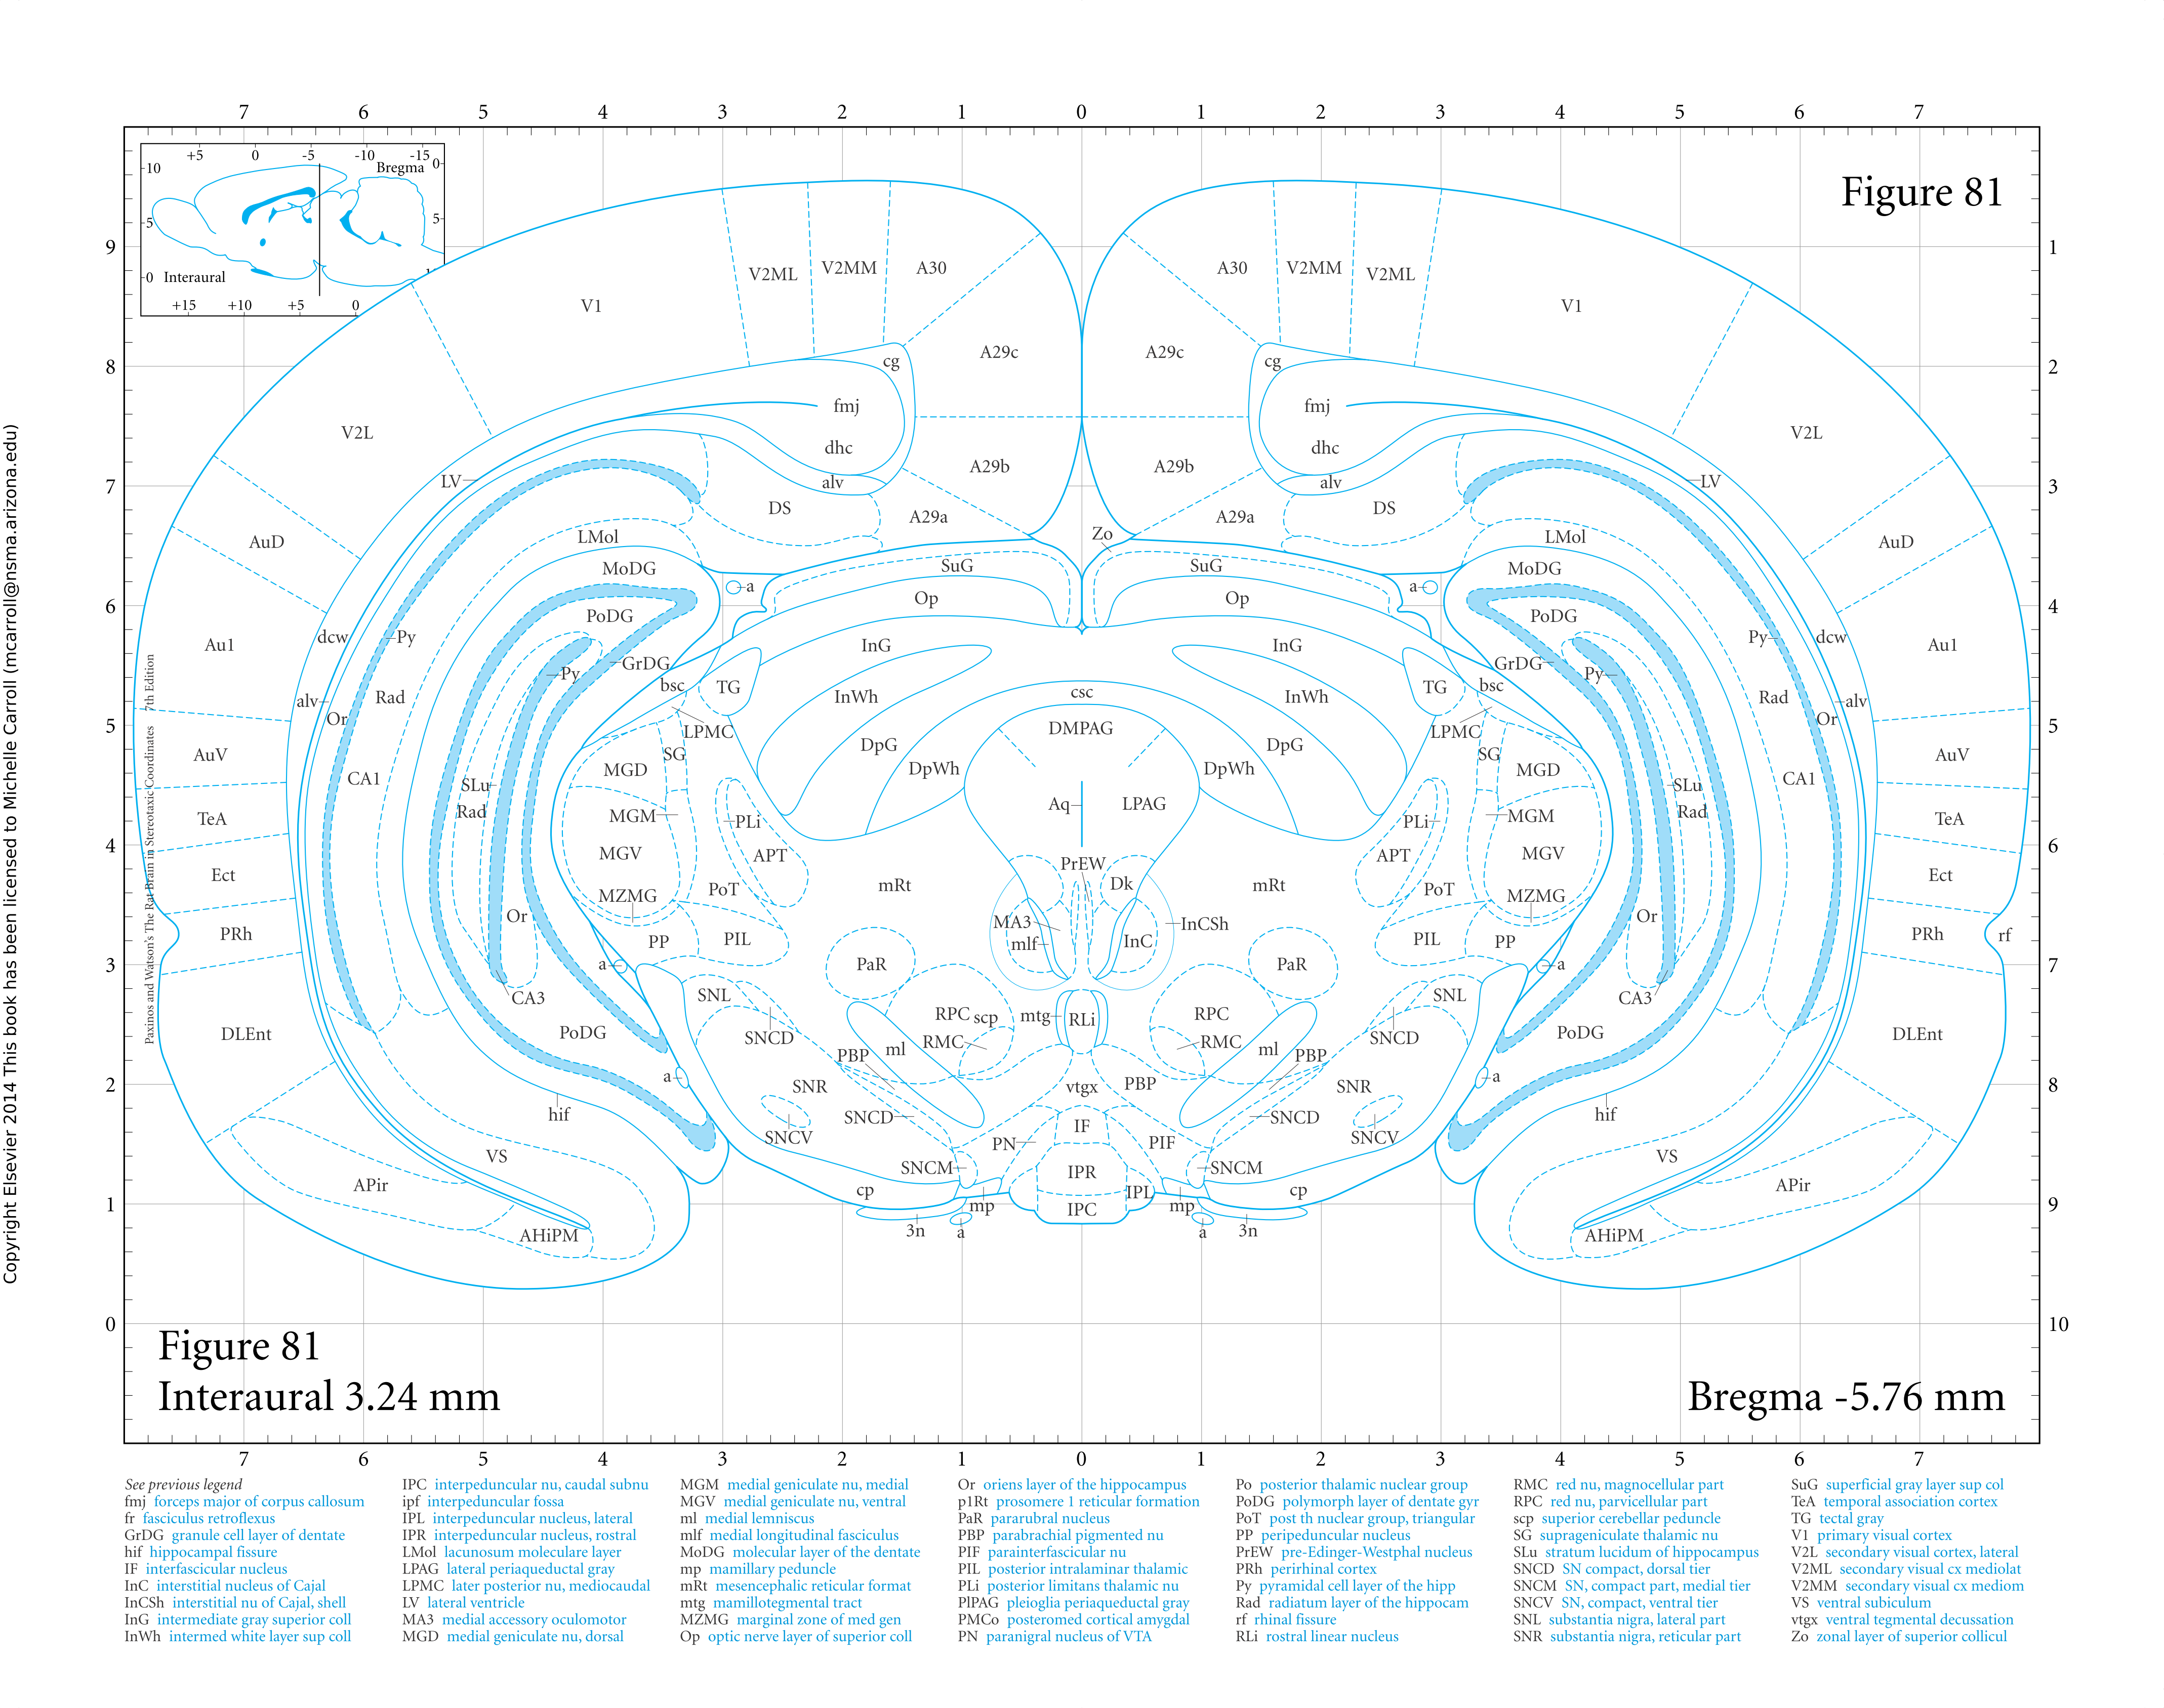 7 6 5 4 3 2 1 0 1 2 3 4 5 6 7
+5 0 -5 -10 -15
10 Bregma 0
Figure 81
5 5
0 Interaural
+15 +10 +5 0
9 1
V2ML V2MM A30 A30 V2MM V2ML
V1 V1
A29c A29c
8 cg cg 2
fmj fmj
V2L V2L
dhc dhc
A29b A29b
LV alv alv LV
7 3
DS DS
A29a A29a
AuD LMol Zo LMol AuD
MoDG SuG SuG MoDG
a a
Op Op
6 4
PoDG PoDG
dcw Py Py dcw
Au1 InG InG Au1
GrDG GrDG
Py bsc TG TG bsc Py
Rad InWh csc InWh Rad
alv alv
Or Or
5 LPMC DMPAG LPMC 5
DpG DpG
AuV SG SG AuV
MGD DpWh DpWh MGD
CA1 CA1
SLu SLu
Aq LPAG
Rad Rad
TeA MGM PLi PLi MGM TeA
4 6
MGV APT APT MGV
PrEW
Ect mRt Dk mRt Ect
MZMG PoT PoT MZMG
Or MA3 InCSh Or
PRh PP PIL mlf InC PIL PP PRh rf
3 a PaR PaR a 7
CA3 SNL SNL CA3
RPC scp mtg RLi RPC
DLEnt PoDG SNCD RMC RMC SNCD PoDG DLEnt
PBP ml ml PBP
2 a a 8
SNR vtgx PBP SNR
hif SNCD SNCD hif
IF
SNCV PN PIF SNCV
VS VS
SNCM IPR SNCM
APir cp IPL cp APir
1 mp IPC mp 9
AHiPM 3n a a 3n AHiPM
0 10
Figure 81
Interaural 3.24 mm Bregma -5.76 mm
7 6 5 4 3 2 1 0 1 2 3 4 5 6 7
Copyright Elsevier 2014 This book has been licensed to Michelle Carroll (mcarroll@nsma.arizona.edu)
Paxinos and Watson's The Rat Brain in Stereotaxic Coordinates 7th Edition
See previous legend
fmj forceps major of corpus callosum
fr fasciculus retroflexus
GrDG granule cell layer of dentate
hif hippocampal fissure
IF interfascicular nucleus
InC interstitial nucleus of Cajal
InCSh interstitial nu of Cajal, shell
InG intermediate gray superior coll
InWh intermed white layer sup coll
IPC interpeduncular nu, caudal subnu
ipf interpeduncular fossa
IPL interpeduncular nucleus, lateral
IPR interpeduncular nucleus, rostral
LMol lacunosum moleculare layer
LPAG lateral periaqueductal gray
LPMC later posterior nu, mediocaudal
LV lateral ventricle
MA3 medial accessory oculomotor
MGD medial geniculate nu, dorsal
MGM medial geniculate nu, medial
MGV medial geniculate nu, ventral
ml medial lemniscus
mlf medial longitudinal fasciculus
MoDG molecular layer of the dentate
mp mamillary peduncle
mRt mesencephalic reticular format
mtg mamillotegmental tract
MZMG marginal zone of med gen
Op optic nerve layer of superior coll
Or oriens layer of the hippocampus
p1Rt prosomere 1 reticular formation
PaR pararubral nucleus
PBP parabrachial pigmented nu
PIF parainterfascicular nu
PIL posterior intralaminar thalamic
PLi posterior limitans thalamic nu
PlPAG pleioglia periaqueductal gray
PMCo posteromed cortical amygdal
PN paranigral nucleus of VTA
Po posterior thalamic nuclear group
PoDG polymorph layer of dentate gyr
PoT post th nuclear group, triangular
PP peripeduncular nucleus
PrEW pre-Edinger-Westphal nucleus
PRh perirhinal cortex
Py pyramidal cell layer of the hipp
Rad radiatum layer of the hippocam
rf rhinal fissure
RLi rostral linear nucleus
RMC red nu, magnocellular part
RPC red nu, parvicellular part
scp superior cerebellar peduncle
SG suprageniculate thalamic nu
SLu stratum lucidum of hippocampus
SNCD SN compact, dorsal tier
SNCM SN, compact part, medial tier
SNCV SN, compact, ventral tier
SNL substantia nigra, lateral part
SNR substantia nigra, reticular part
SuG superficial gray layer sup col
TeA temporal association cortex
TG tectal gray
V1 primary visual cortex
V2L secondary visual cortex, lateral
V2ML secondary visual cx mediolat
V2MM secondary visual cx mediom
VS ventral subiculum
vtgx ventral tegmental decussation
Zo zonal layer of superior collicul